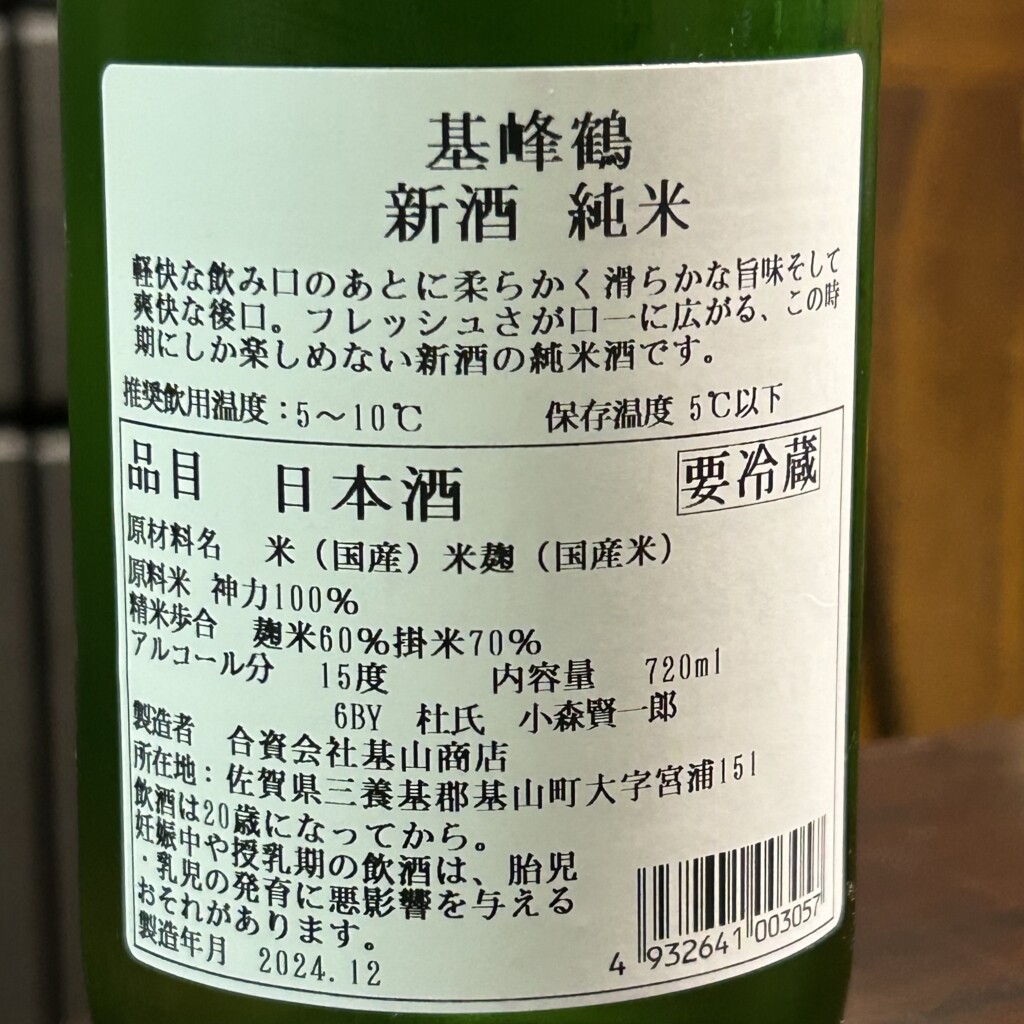 基峰鶴
新酒 純米
軽快な飲み口のあとに柔らかく滑らかな旨味そして
爽快な後口。フレッシュさが口一に広がる、この時
期にしか楽しめない新酒の純米酒です。
推奨飲用温度：5～10℃ 保存温度 5℃以下
品目 日本酒 要冷蔵
原材料名 米（国産）米麹（国産米）
原料米 神力100％
精米歩合 麹米60％掛米70％
アルコール分 15度 内容量 720ml
6BY 杜氏 小森賢一郎
製造者 合資会社基山商店
所在地：佐賀県三養基郡基山町大字宮浦151
飲酒は20歳になってから。
妊娠中や授乳期の飲酒は、胎児
・乳児の発育に悪影響を与える
おそれがあります。
製造年月 2024.12
4 932641 003057